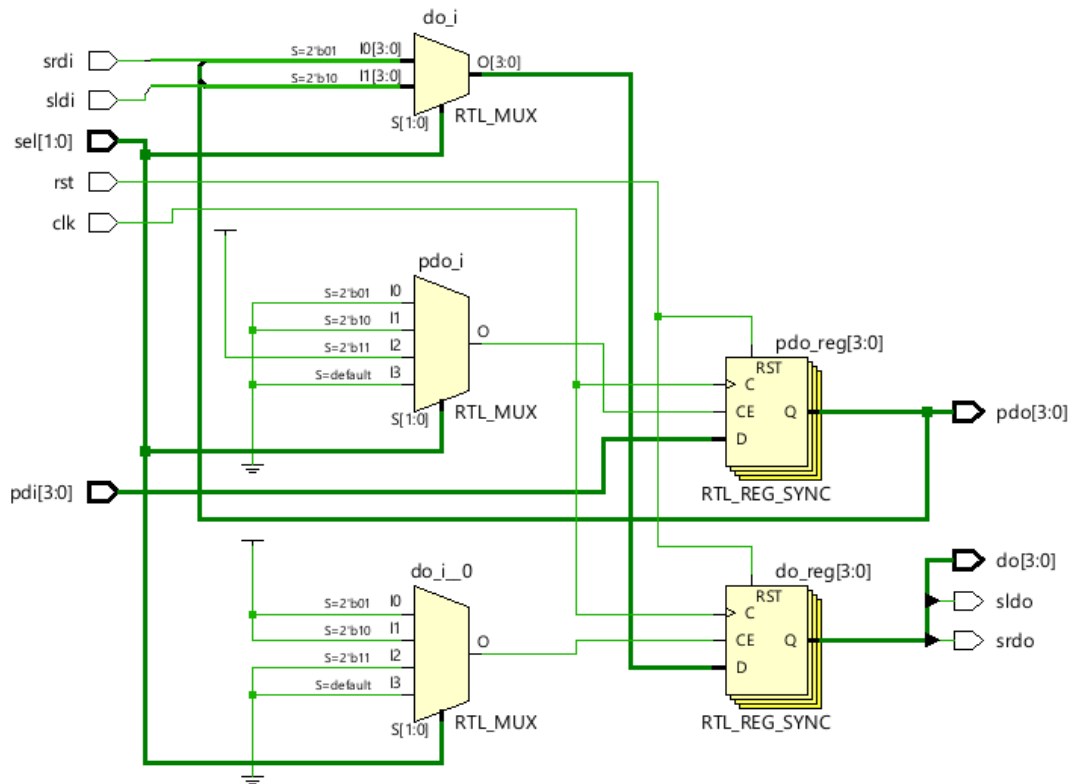 do_i
srdi
S=2'b01 I0[3:0]
O[3:0]
sldi
S=2'b10 I1[3:0]
S[1:0]
RTL_MUX
sel[1:0]
rst
clk
pdo_i
S=2'b01 I0
S=2'b10 I1
O
S=2'b11 I2
S=default I3
S[1:0]
RTL_MUX
pdo_reg[3:0]
RST
C
CE
Q
D
RTL_REG_SYNC
pdo[3:0]
pdi[3:0]
do_i__0
S=2'b01 I0
S=2'b10 I1
O
S=2'b11 I2
S=default I3
S[1:0]
RTL_MUX
do_reg[3:0]
RST
C
CE
Q
D
RTL_REG_SYNC
do[3:0]
sldo
srdo